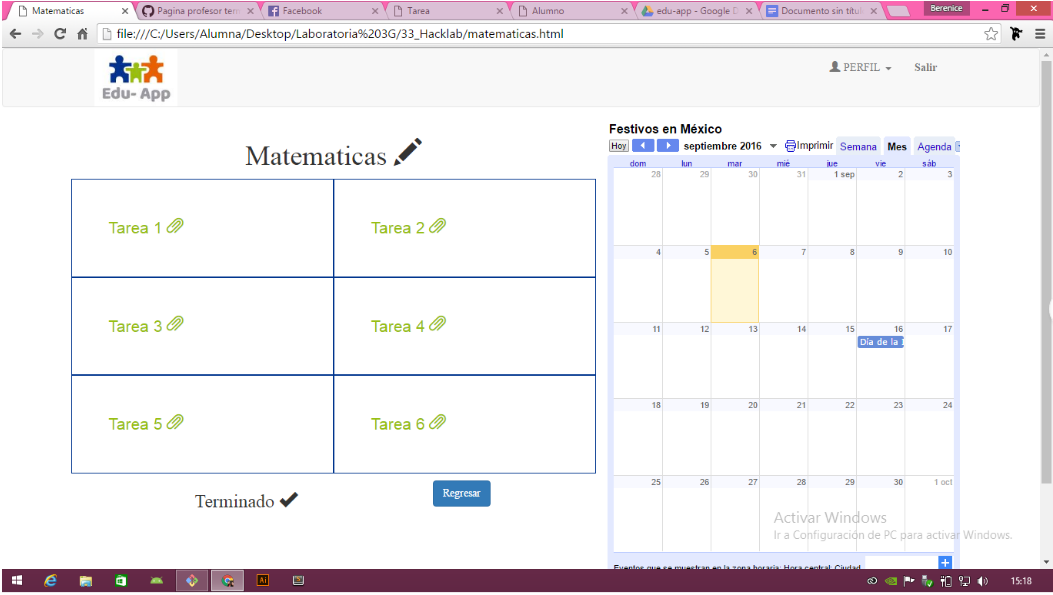 Matematicas
Pagina profesor tem
Facebook
Tarea
Alumno
edu-app - Google D
Documento sin títul
Berenice
file:///C:/Users/Alumna/Desktop/Laboratoria%203G/33_Hacklab/matematicas.html
Edu- App
PERFIL
Salir
Matematicas
Tarea 1
Tarea 2
Tarea 3
Tarea 4
Tarea 5
Tarea 6
Terminado
Regresar
Festivos en México
Hoy septiembre 2016 Imprimir Semana Mes Agenda
dom lun mar mié jue vie sáb
28 29 30 31 1 sep 2 3
4 5 6 7 8 9 10
11 12 13 14 15 16 17
Día de la I
18 19 20 21 22 23 24
25 26 27 28 29 30 1 oct
Activar Windows
Ir a Configuración de PC para activar Windows.
Eventos que se muestran en la zona horaria: Hora central, Ciudad
Ai
15:18